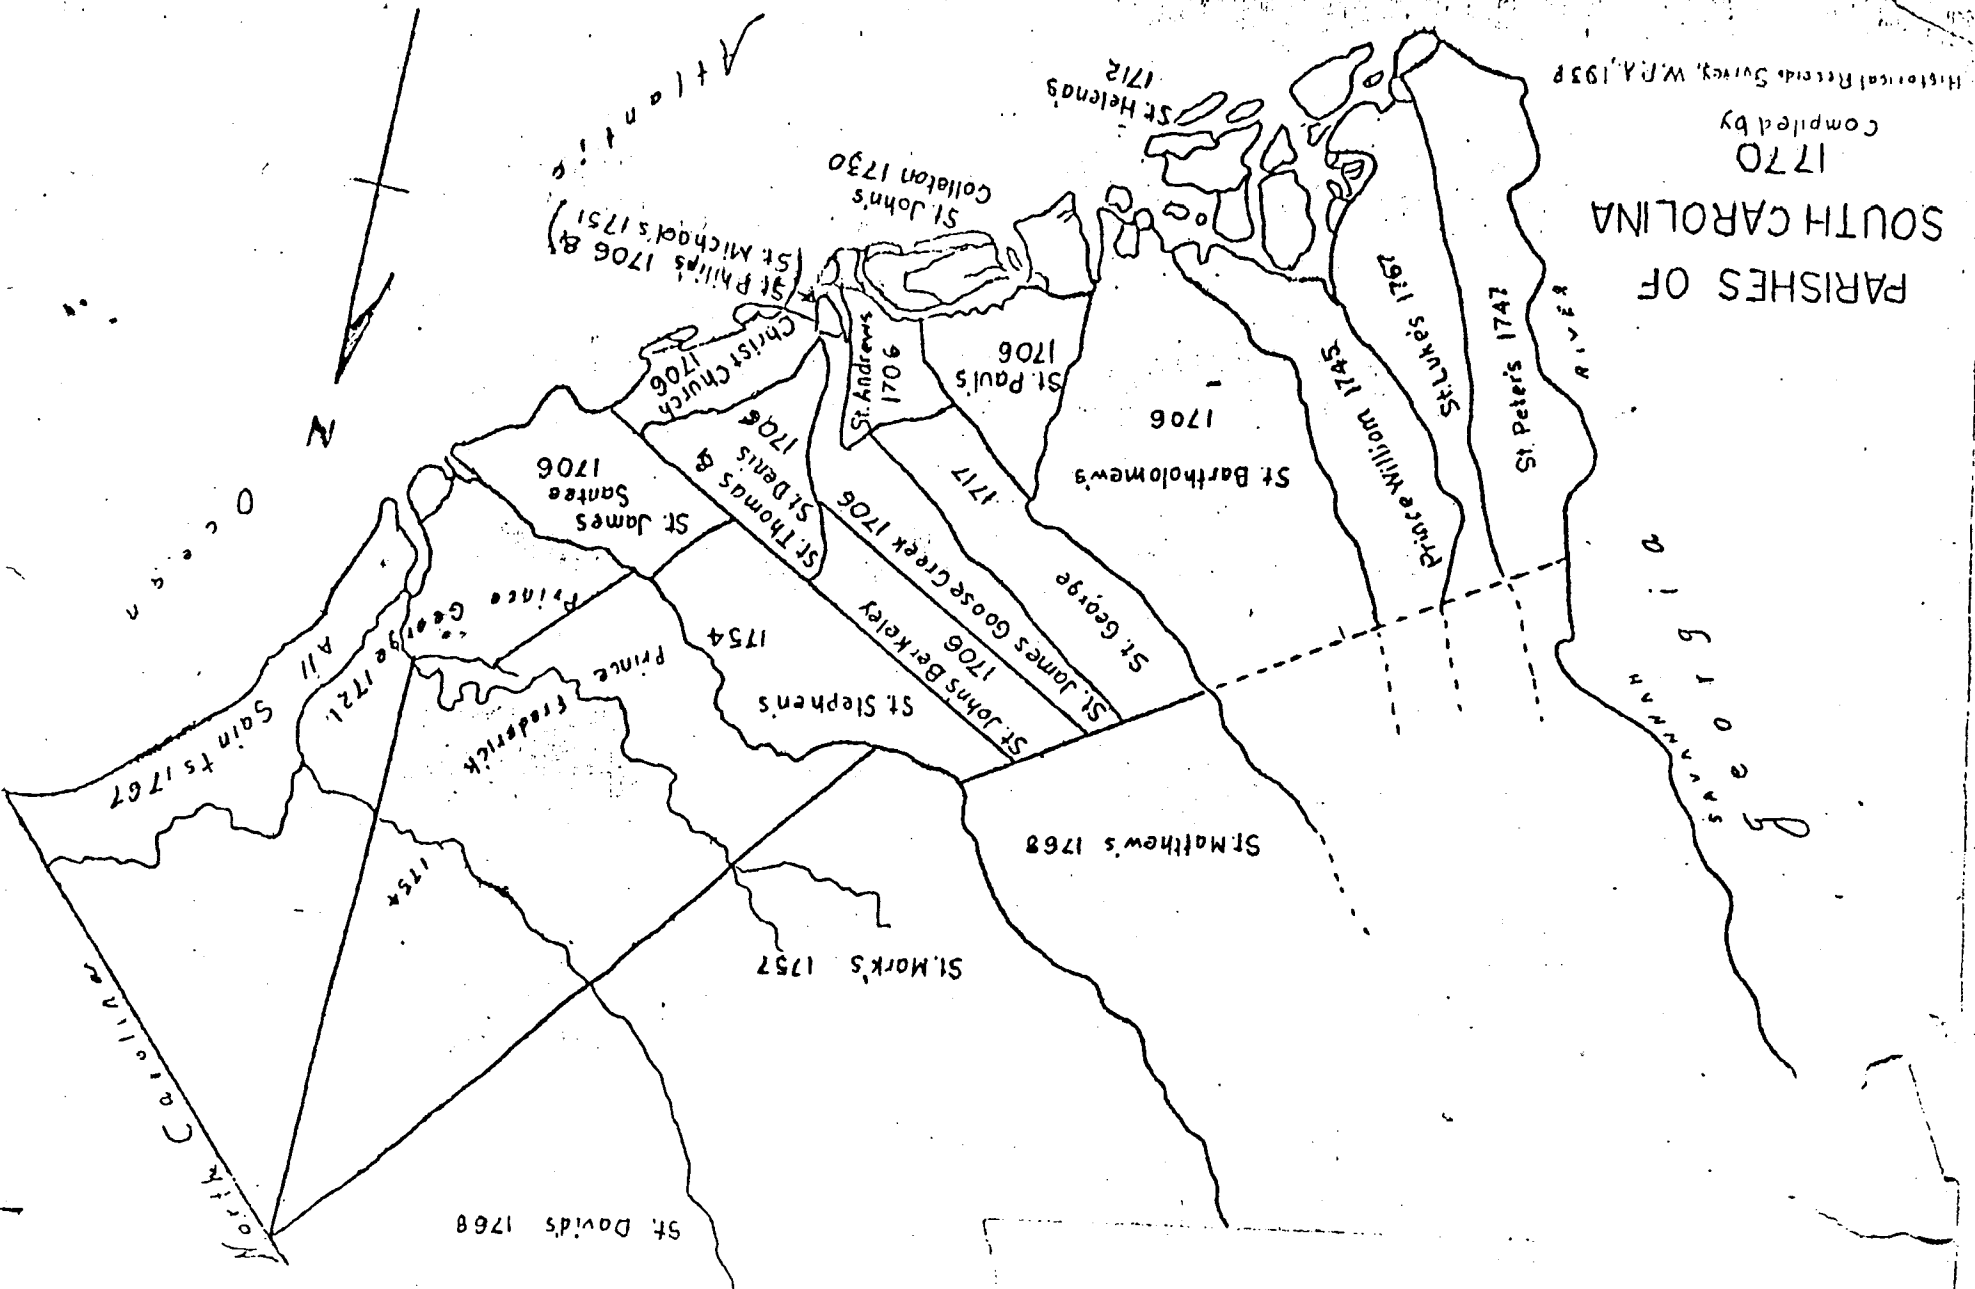 PARISHES OF
SOUTH CAROLINA
1770
Compiled by
Historical Records Survey, W.P.A, 1938
St. David's 1768
North Carolina
St. Mark's 1757
St. Matthew's 1768
1754
Georgia
SAVANNAH
RIVER
All
Saints 1767
Prince
Frederick
Prince
George 1721
St. Stephen's
1754
St. Johns Berkeley
1706
St. James Goose Creek 1706
St. George
1717
St. James
Santee
1706
St. Thomas &
St. Denis
1706
Christ Church
1706
St. Andrews
1706
St. Paul's
1706
St. Bartholomew's
1706
Prince William 1745
St. Luke's 1767
St. Peter's 1747
St. Philip's 1706 &
(St. Michael's 1751)
St. John's
Collaton 1730
St. Helena's
1712
Atlantic
Ocean
N